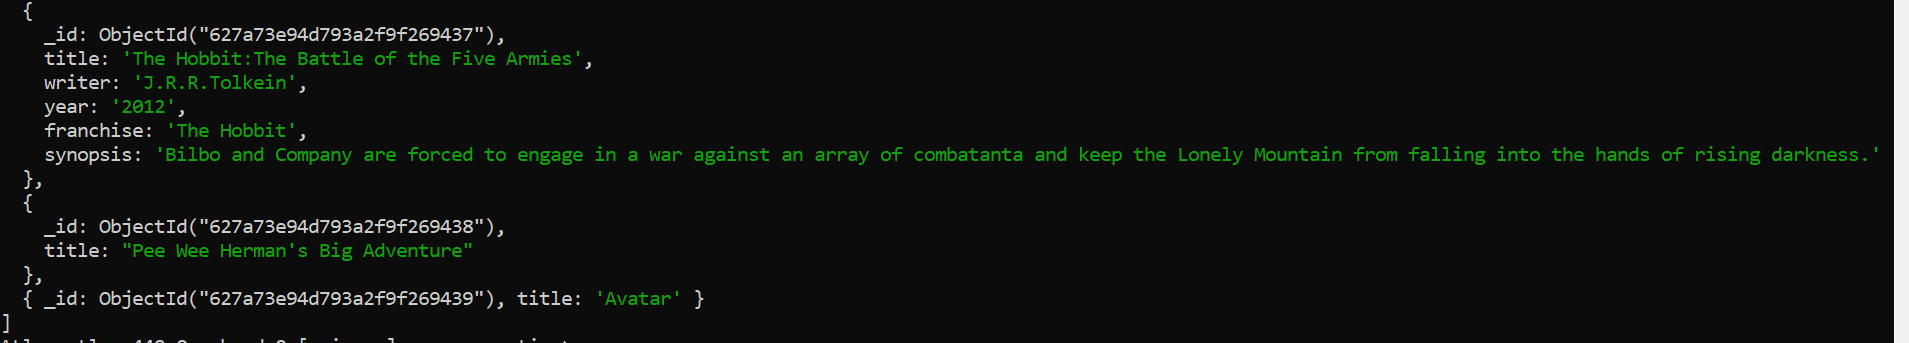 {
_id: ObjectId("627a73e94d793a2f9f269437"),
title: 'The Hobbit:The Battle of the Five Armies',
writer: 'J.R.R.Tolkein',
year: '2012',
franchise: 'The Hobbit',
synopsis: 'Bilbo and Company are forced to engage in a war against an array of combatanta and keep the Lonely Mountain from falling into the hands of rising darkness.'
},
{
_id: ObjectId("627a73e94d793a2f9f269438"),
title: "Pee Wee Herman's Big Adventure"
},
{ _id: ObjectId("627a73e94d793a2f9f269439"), title: 'Avatar' }
]